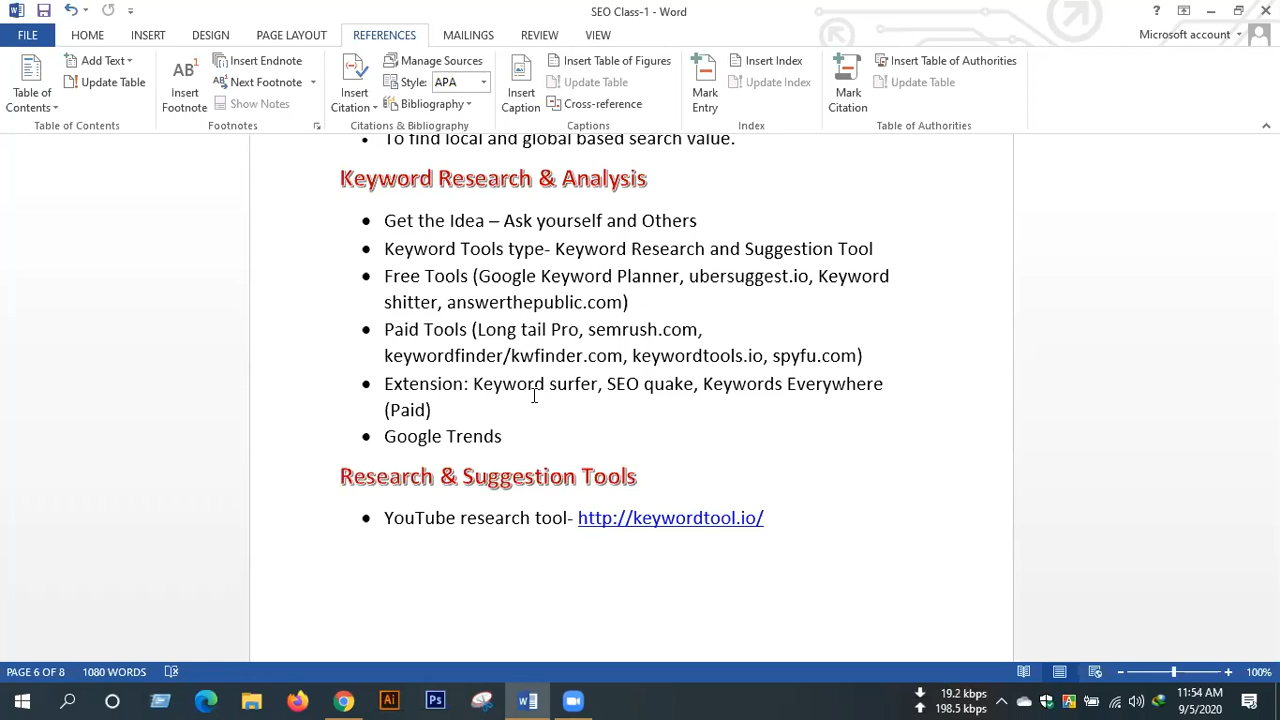 SEO Class-1 - Word
Microsoft account
FILE HOME INSERT DESIGN PAGE LAYOUT REFERENCES MAILINGS REVIEW VIEW
Table of Contents
Add Text
Update Table
Table of Contents
AB¹
Insert Footnote
Insert Endnote
Next Footnote
Show Notes
Footnotes
Insert Citation
Manage Sources
Style: APA
Bibliography
Citations & Bibliography
Insert Caption
Insert Table of Figures
Update Table
Cross-reference
Captions
Mark Entry
Insert Index
Update Index
Index
Mark Citation
Insert Table of Authorities
Update Table
Table of Authorities
• To find local and global based search value.
Keyword Research & Analysis
• Get the Idea – Ask yourself and Others
• Keyword Tools type- Keyword Research and Suggestion Tool
• Free Tools (Google Keyword Planner, ubersuggest.io, Keyword
shitter, answerthepublic.com)
• Paid Tools (Long tail Pro, semrush.com,
keywordfinder/kwfinder.com, keywordtools.io, spyfu.com)
• Extension: Keyword surfer, SEO quake, Keywords Everywhere
(Paid)
• Google Trends
Research & Suggestion Tools
• YouTube research tool- http://keywordtool.io/
PAGE 6 OF 8 1080 WORDS 100%
Ai Ps
19.2 kbps
198.5 kbps
11:54 AM
9/5/2020